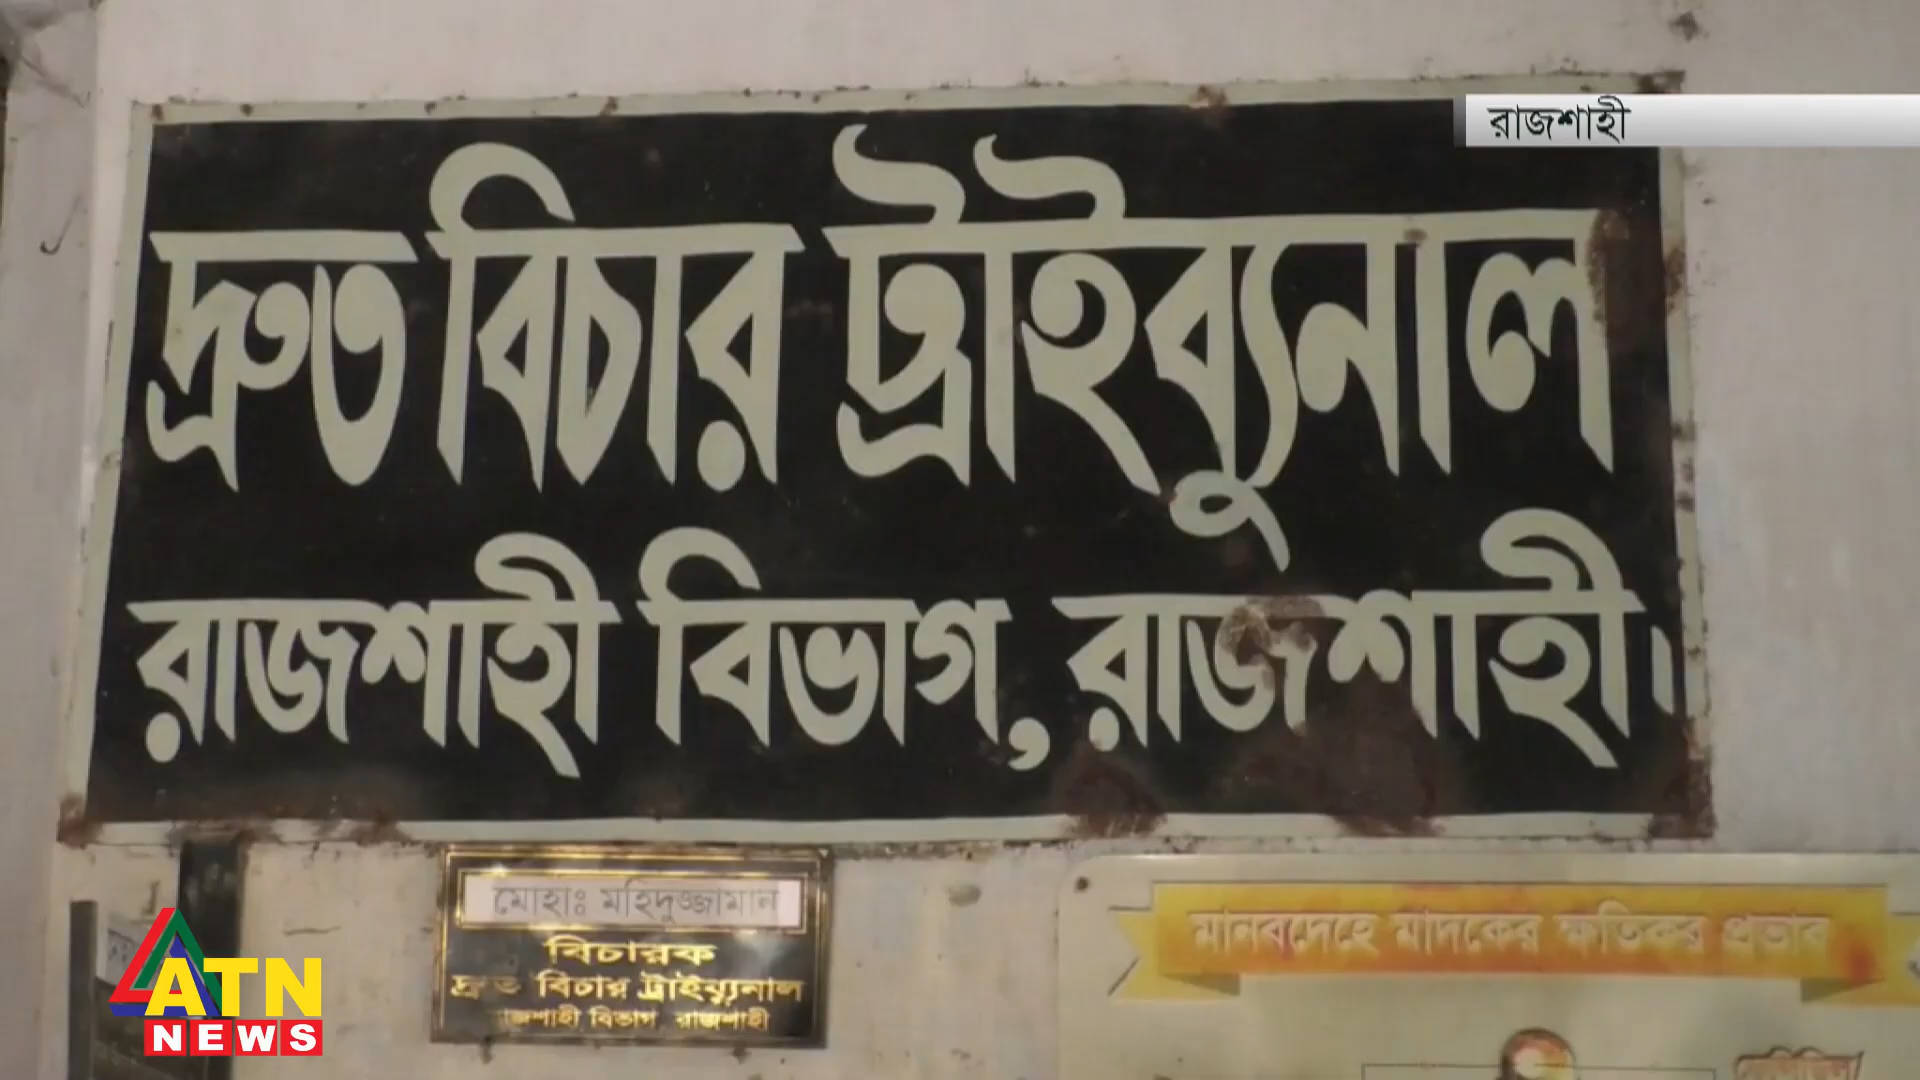 রাজশাহী
দ্রুত বিচার ট্রাইব্যুনাল
রাজশাহী বিভাগ, রাজশাহী।
মোহাঃ মহিদুজ্জামান
বিচারক
দ্রুত বিচার ট্রাইব্যুনাল
রাজশাহী বিভাগ রাজশাহী
মানবদেহে মাদকের ক্ষতিকর প্রভাব
ATN
NEWS